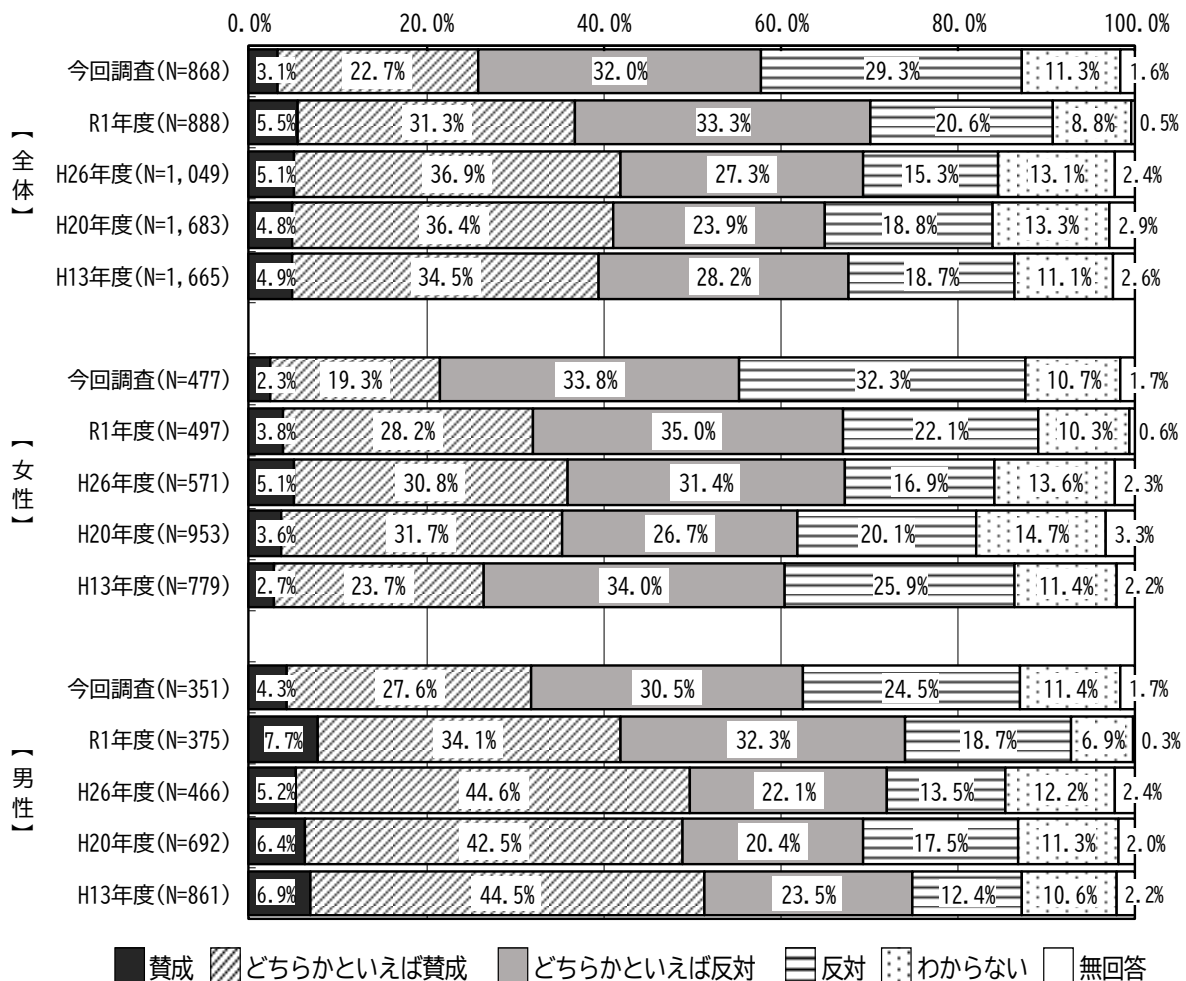 0.0% 20.0% 40.0% 60.0% 80.0% 100.0%
【全体】
今回調査(N=868) 3.1% 22.7% 32.0% 29.3% 11.3% 1.6%
R1年度(N=888) 5.5% 31.3% 33.3% 20.6% 8.8% 0.5%
H26年度(N=1,049) 5.1% 36.9% 27.3% 15.3% 13.1% 2.4%
H20年度(N=1,683) 4.8% 36.4% 23.9% 18.8% 13.3% 2.9%
H13年度(N=1,665) 4.9% 34.5% 28.2% 18.7% 11.1% 2.6%
【女性】
今回調査(N=477) 2.3% 19.3% 33.8% 32.3% 10.7% 1.7%
R1年度(N=497) 3.8% 28.2% 35.0% 22.1% 10.3% 0.6%
H26年度(N=571) 5.1% 30.8% 31.4% 16.9% 13.6% 2.3%
H20年度(N=953) 3.6% 31.7% 26.7% 20.1% 14.7% 3.3%
H13年度(N=779) 2.7% 23.7% 34.0% 25.9% 11.4% 2.2%
【男性】
今回調査(N=351) 4.3% 27.6% 30.5% 24.5% 11.4% 1.7%
R1年度(N=375) 7.7% 34.1% 32.3% 18.7% 6.9% 0.3%
H26年度(N=466) 5.2% 44.6% 22.1% 13.5% 12.2% 2.4%
H20年度(N=692) 6.4% 42.5% 20.4% 17.5% 11.3% 2.0%
H13年度(N=861) 6.9% 44.5% 23.5% 12.4% 10.6% 2.2%
賛成 どちらかといえば賛成 どちらかといえば反対 反対 わからない 無回答